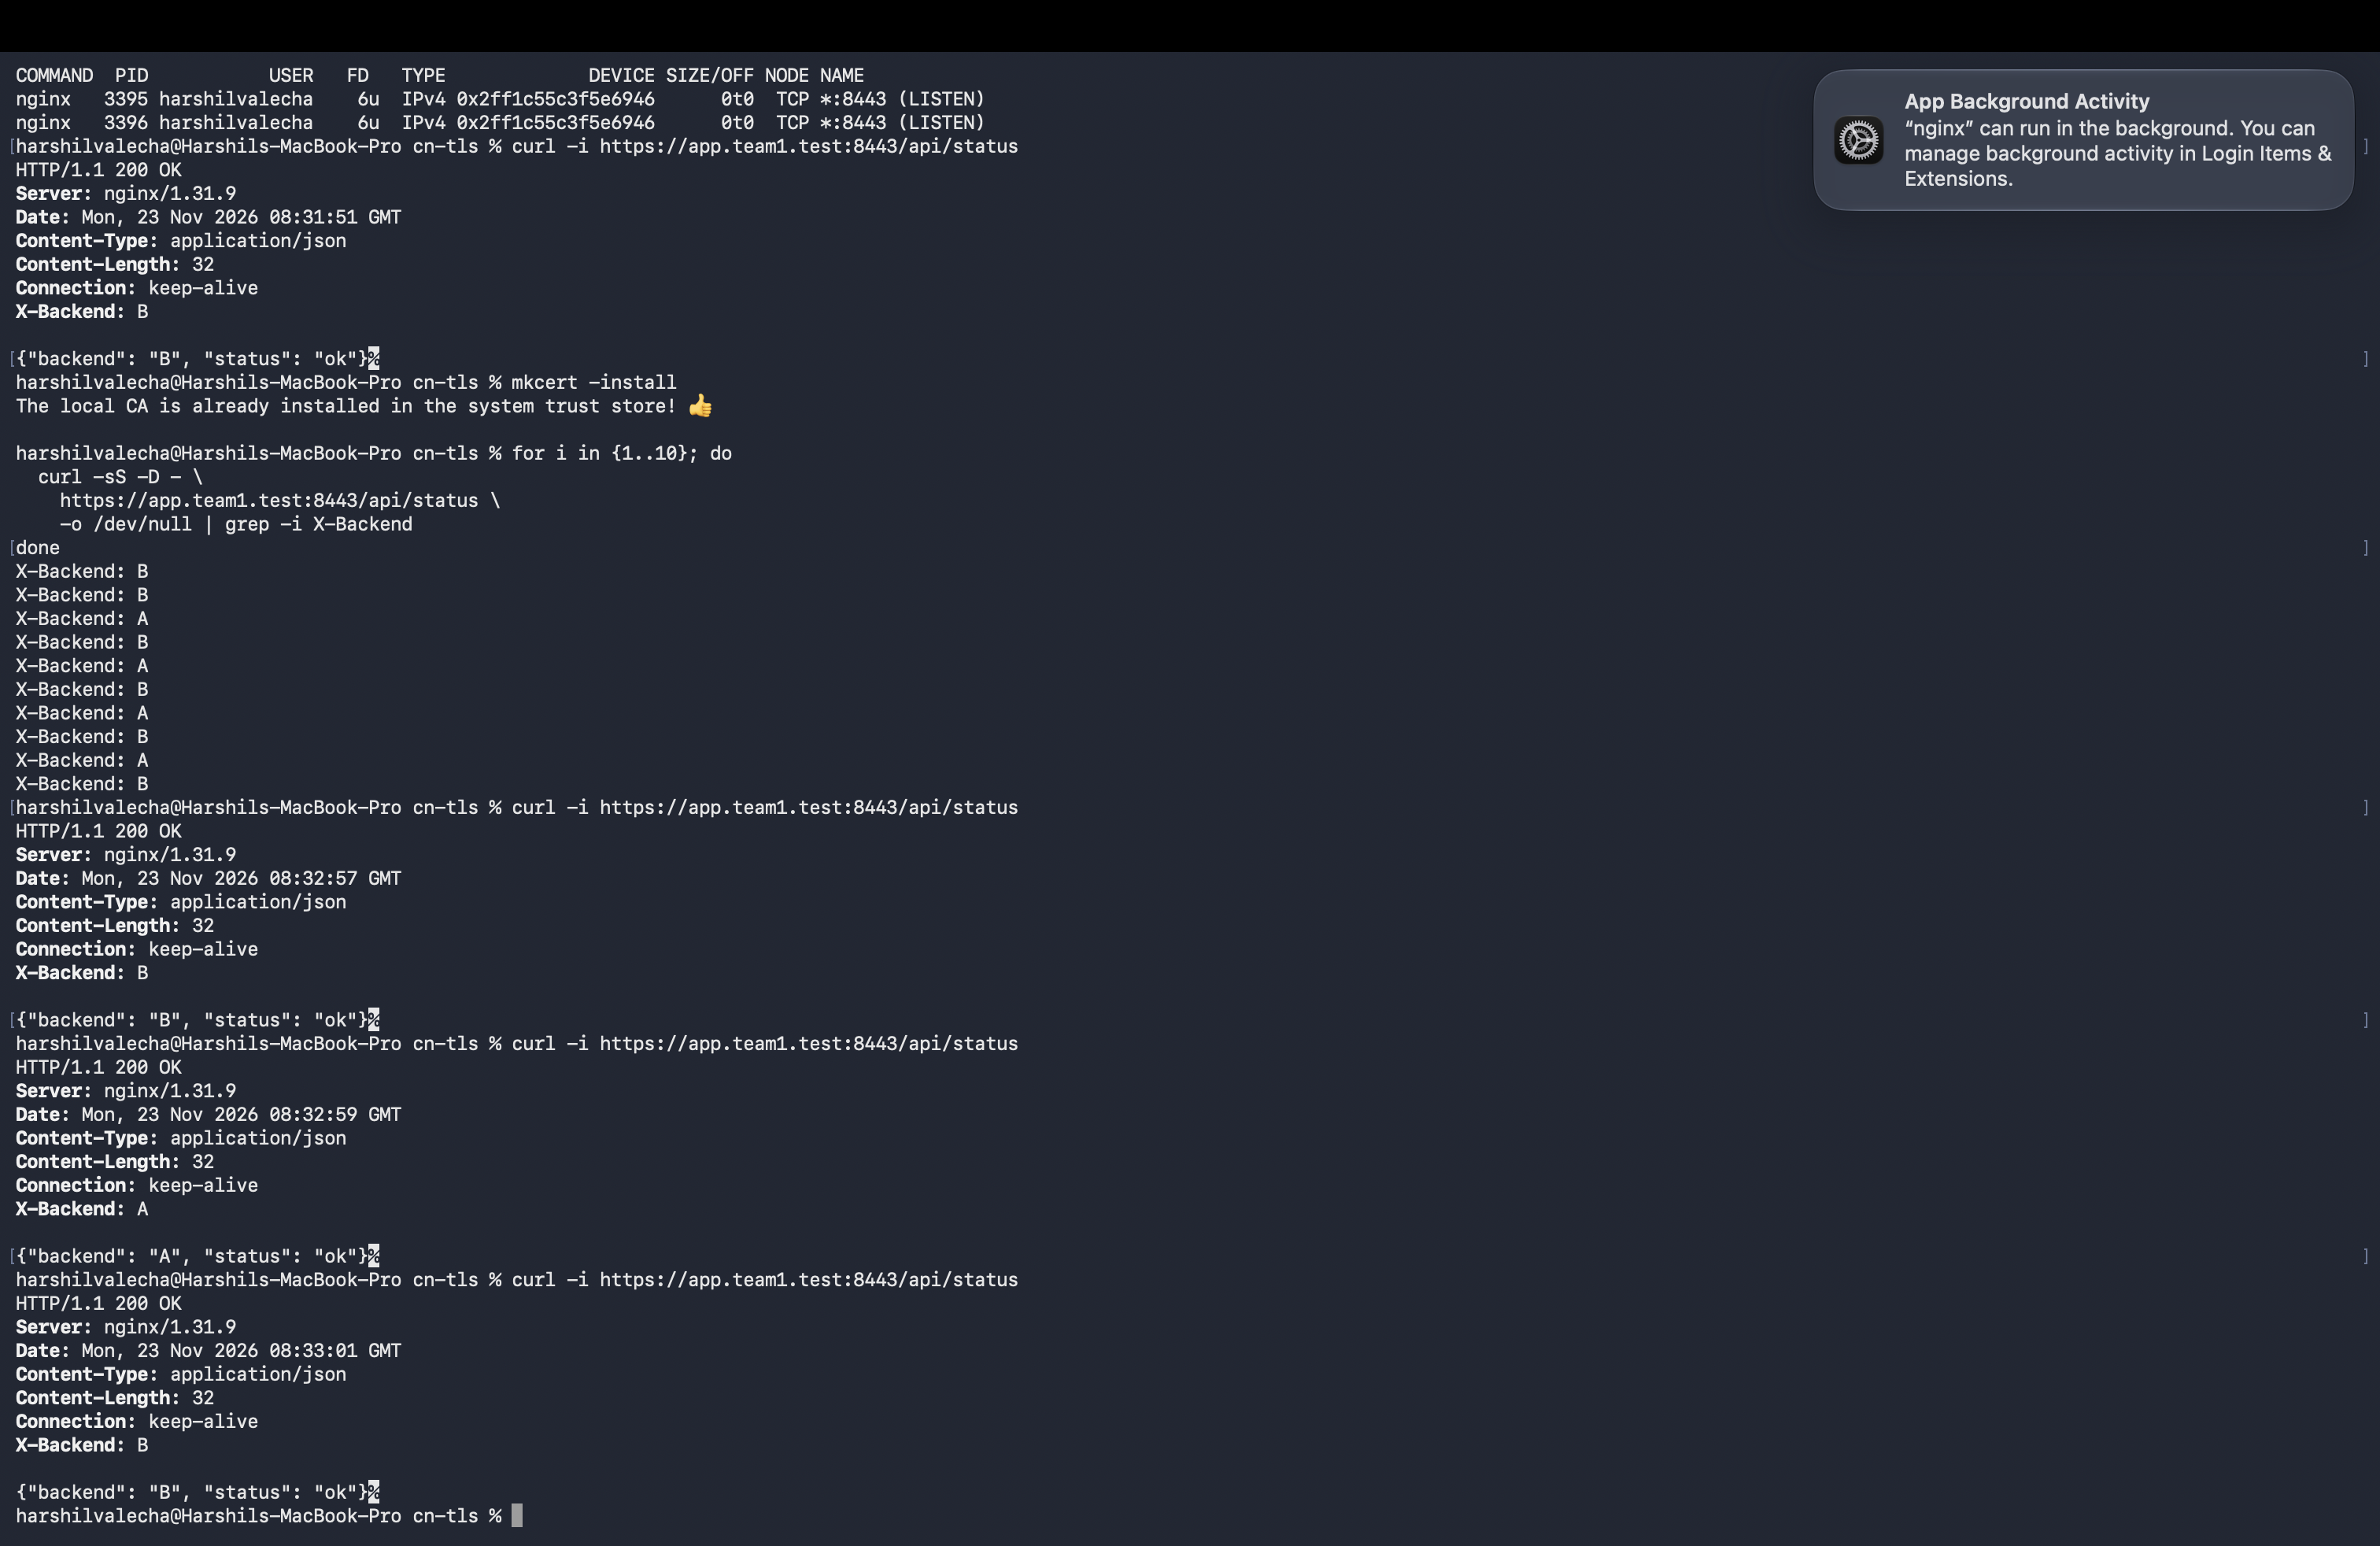 COMMAND  PID           USER   FD   TYPE             DEVICE SIZE/OFF NODE NAME
nginx   3395 harshilvalecha    6u  IPv4 0x2ff1c55c3f5e6946      0t0  TCP *:8443 (LISTEN)
nginx   3396 harshilvalecha    6u  IPv4 0x2ff1c55c3f5e6946      0t0  TCP *:8443 (LISTEN)
[harshilvalecha@Harshils-MacBook-Pro cn-tls % curl -i https://app.team1.test:8443/api/status ]
HTTP/1.1 200 OK
Server: nginx/1.31.9
Date: Mon, 23 Nov 2026 08:31:51 GMT
Content-Type: application/json
Content-Length: 32
Connection: keep-alive
X-Backend: B
[{"backend": "B", "status": "ok"}% ]
harshilvalecha@Harshils-MacBook-Pro cn-tls % mkcert -install
The local CA is already installed in the system trust store! 👍
harshilvalecha@Harshils-MacBook-Pro cn-tls % for i in {1..10}; do
  curl -sS -D - \
    https://app.team1.test:8443/api/status \
    -o /dev/null | grep -i X-Backend
[done ]
X-Backend: B
X-Backend: B
X-Backend: A
X-Backend: B
X-Backend: A
X-Backend: B
X-Backend: A
X-Backend: B
X-Backend: A
X-Backend: B
[harshilvalecha@Harshils-MacBook-Pro cn-tls % curl -i https://app.team1.test:8443/api/status ]
HTTP/1.1 200 OK
Server: nginx/1.31.9
Date: Mon, 23 Nov 2026 08:32:57 GMT
Content-Type: application/json
Content-Length: 32
Connection: keep-alive
X-Backend: B
[{"backend": "B", "status": "ok"}% ]
harshilvalecha@Harshils-MacBook-Pro cn-tls % curl -i https://app.team1.test:8443/api/status
HTTP/1.1 200 OK
Server: nginx/1.31.9
Date: Mon, 23 Nov 2026 08:32:59 GMT
Content-Type: application/json
Content-Length: 32
Connection: keep-alive
X-Backend: A
[{"backend": "A", "status": "ok"}% ]
harshilvalecha@Harshils-MacBook-Pro cn-tls % curl -i https://app.team1.test:8443/api/status
HTTP/1.1 200 OK
Server: nginx/1.31.9
Date: Mon, 23 Nov 2026 08:33:01 GMT
Content-Type: application/json
Content-Length: 32
Connection: keep-alive
X-Backend: B
{"backend": "B", "status": "ok"}%
harshilvalecha@Harshils-MacBook-Pro cn-tls %
App Background Activity
“nginx” can run in the background. You can
manage background activity in Login Items &
Extensions.